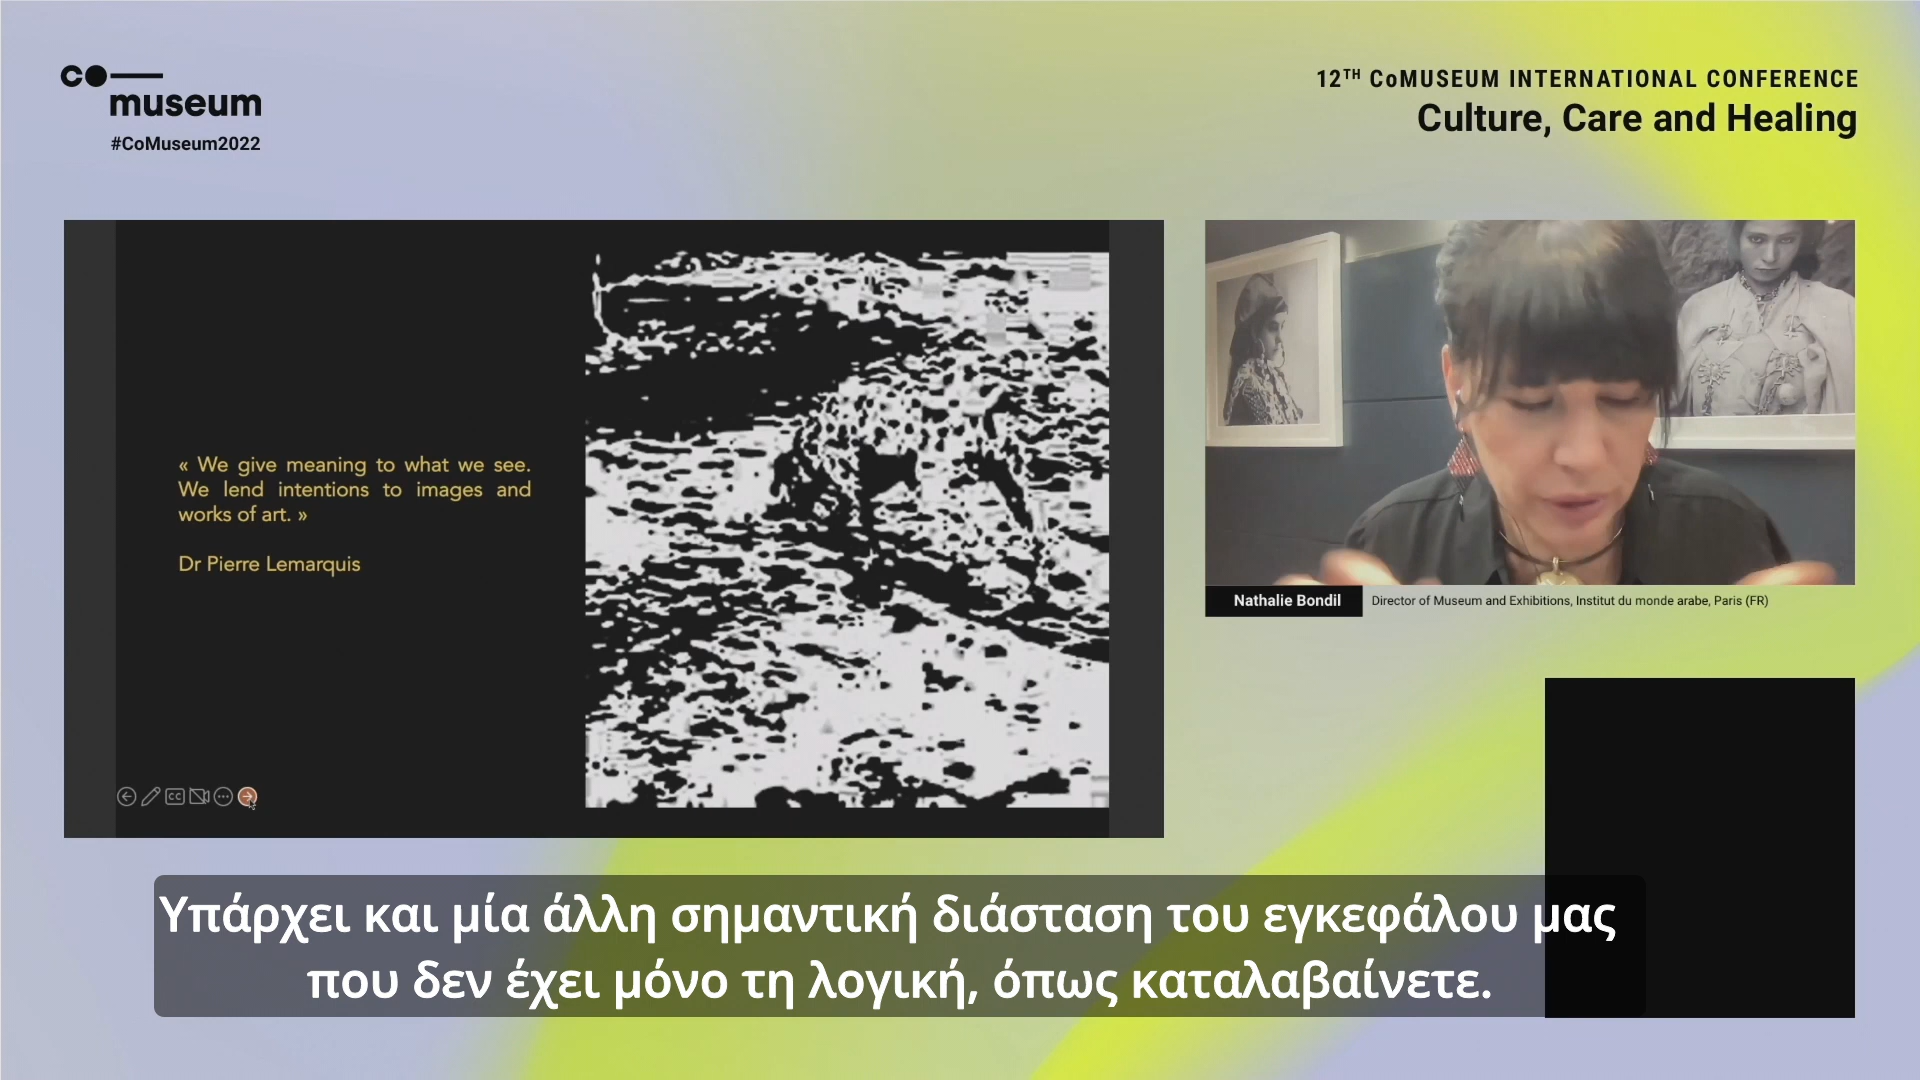 co
museum
#CoMuseum2022
12TH CoMUSEUM INTERNATIONAL CONFERENCE
Culture, Care and Healing
« We give meaning to what we see.
We lend intentions to images and
works of art. »
Dr Pierre Lemarquis
CC
Nathalie Bondil
Director of Museum and Exhibitions, Institut du monde arabe, Paris (FR)
Υπάρχει και μία άλλη σημαντική διάσταση του εγκεφάλου μας
που δεν έχει μόνο τη λογική, όπως καταλαβαίνετε.